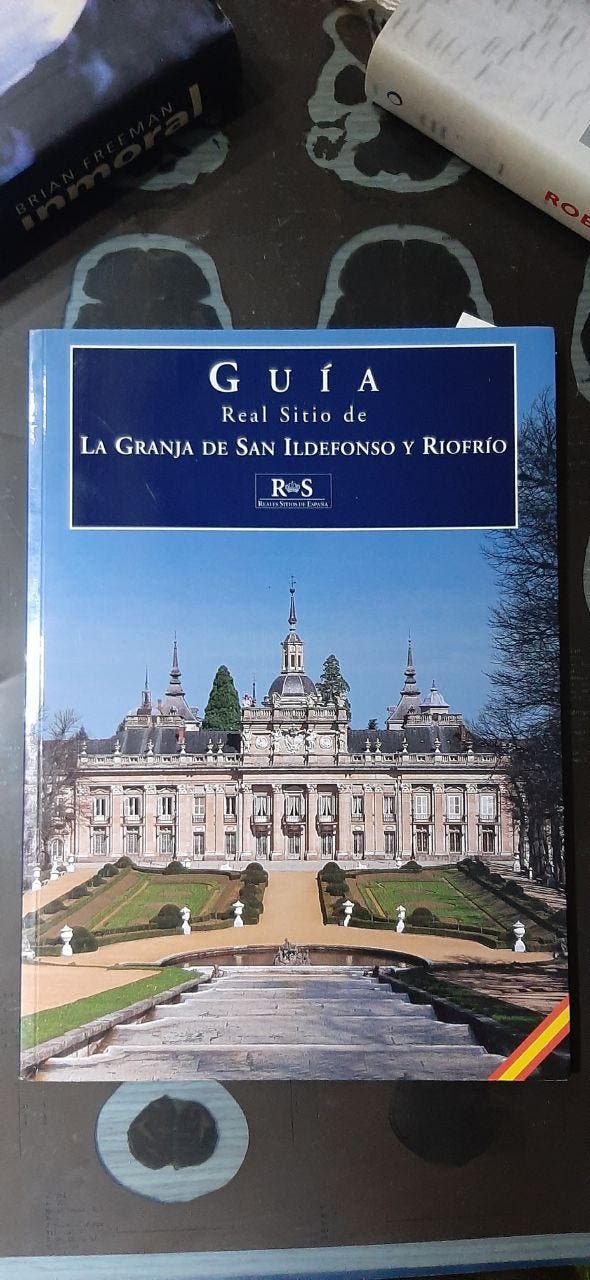 BRIAN FREEMAN
inmoral
ROB
GUÍA
Real Sitio de
LA GRANJA DE SAN ILDEFONSO Y RIOFRÍO
RS
REALES SITIOS DE ESPAÑA